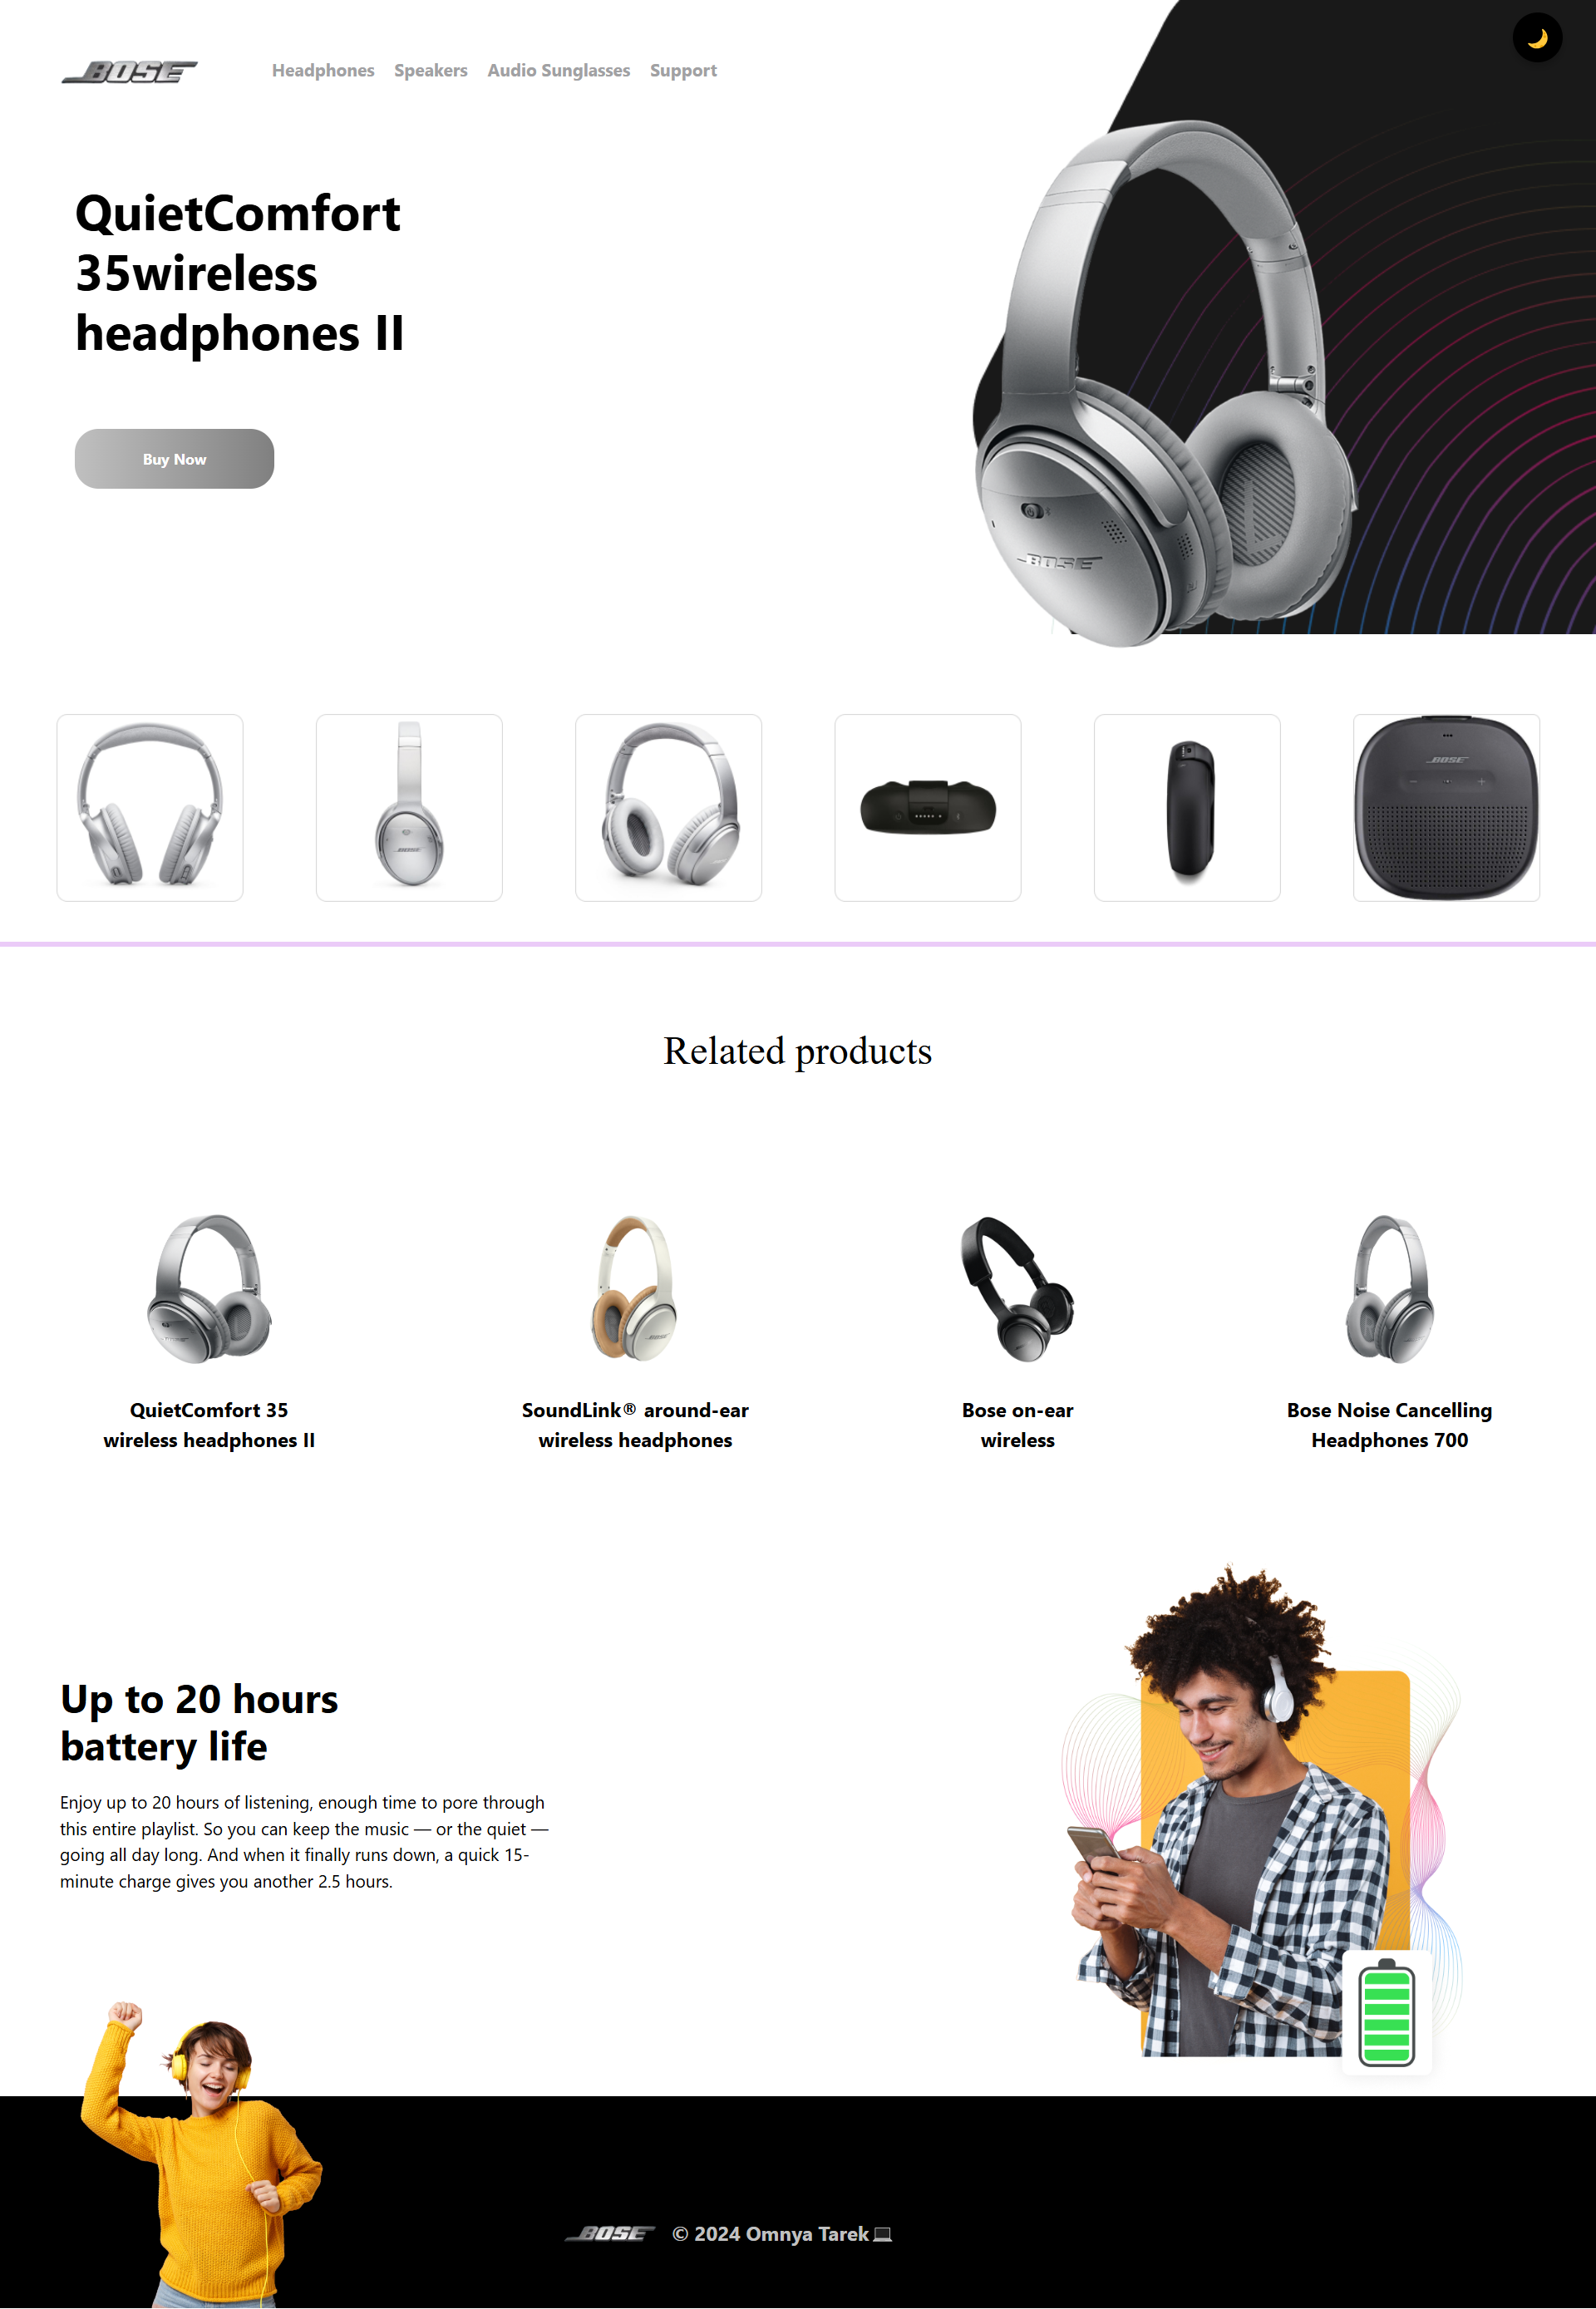 BOSE
Headphones Speakers Audio Sunglasses Support
QuietComfort
35wireless
headphones II
Buy Now
BOSE
BOSE
BOSE
Related products
BOSE
QuietComfort 35
wireless headphones II
SoundLink® around-ear
wireless headphones
Bose on-ear
wireless
Bose Noise Cancelling
Headphones 700
Up to 20 hours
battery life
Enjoy up to 20 hours of listening, enough time to pore through
this entire playlist. So you can keep the music — or the quiet —
going all day long. And when it finally runs down, a quick 15-
minute charge gives you another 2.5 hours.
BOSE © 2024 Omnya Tarek💻